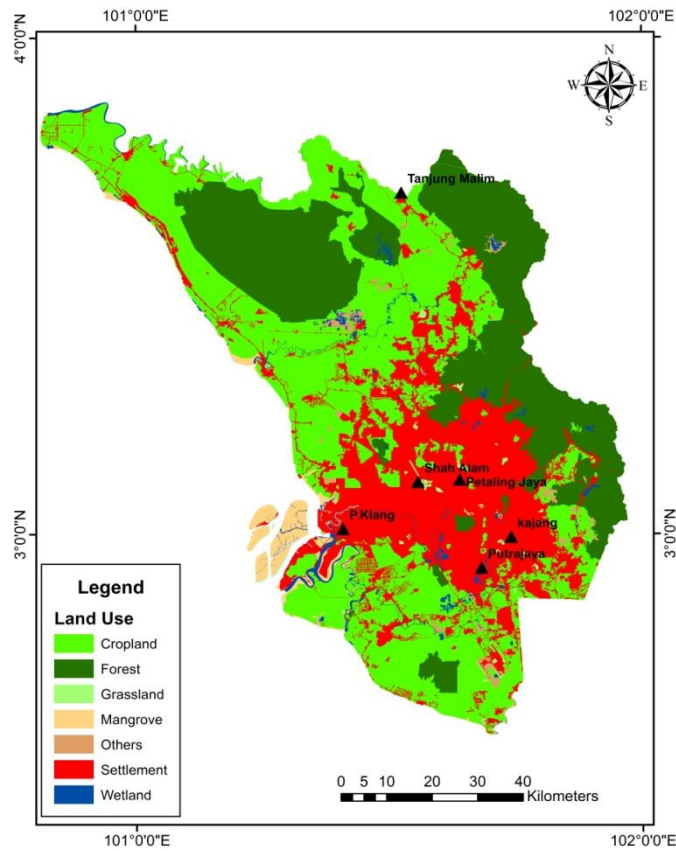 101°0'0"E 102°0'0"E
4°0'0"N
N
W E
S
Tanjung Malim
Shah Alam
Petaling Jaya
P.Klang
kajang
Putrajaya
3°0'0"N 3°0'0"N
Legend
Land Use
Cropland
Forest
Grassland
Mangrove
Others
Settlement
Wetland
0 5 10 20 30 40
Kilometers
101°0'0"E 102°0'0"E